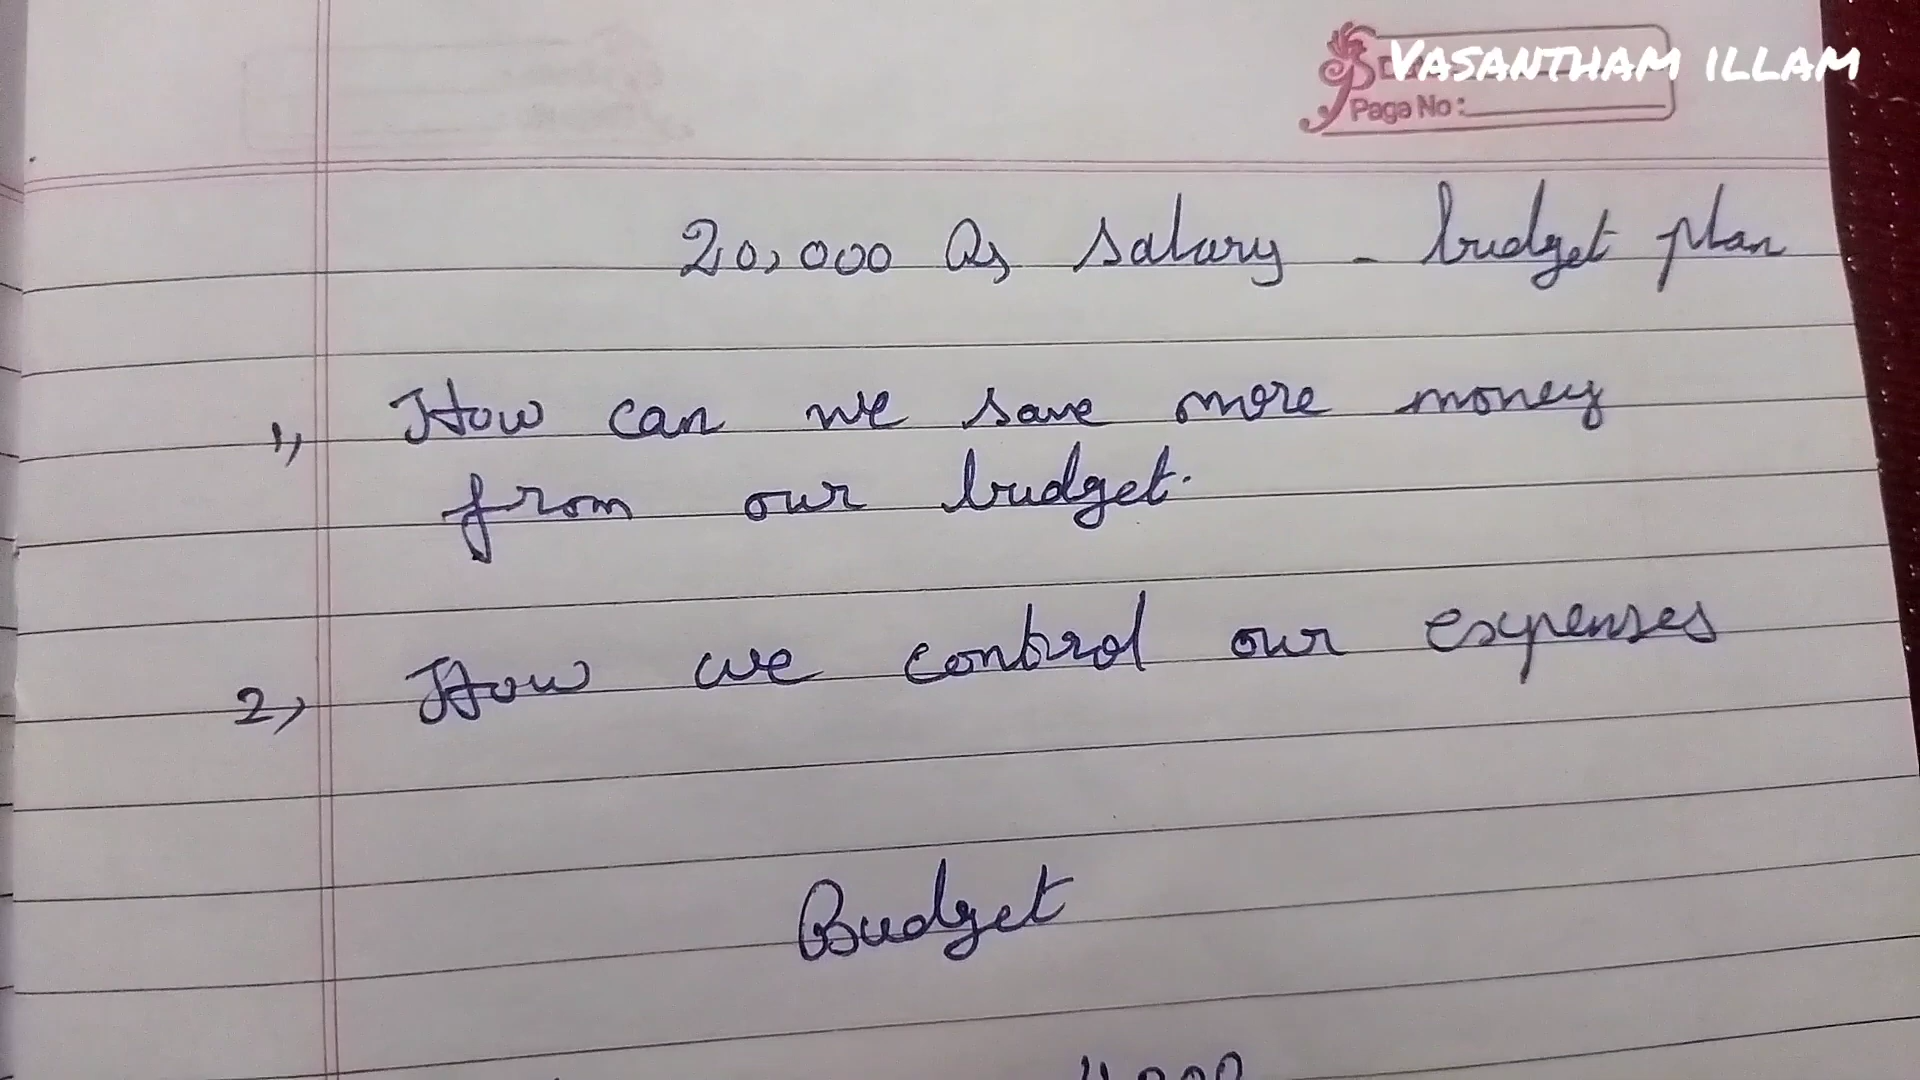 VASANTHAM ILLAM
Page No:
20,000 Rs salary - budget plan
1, How can we save more money
from our budget.
2, How we control our expenses
Budget